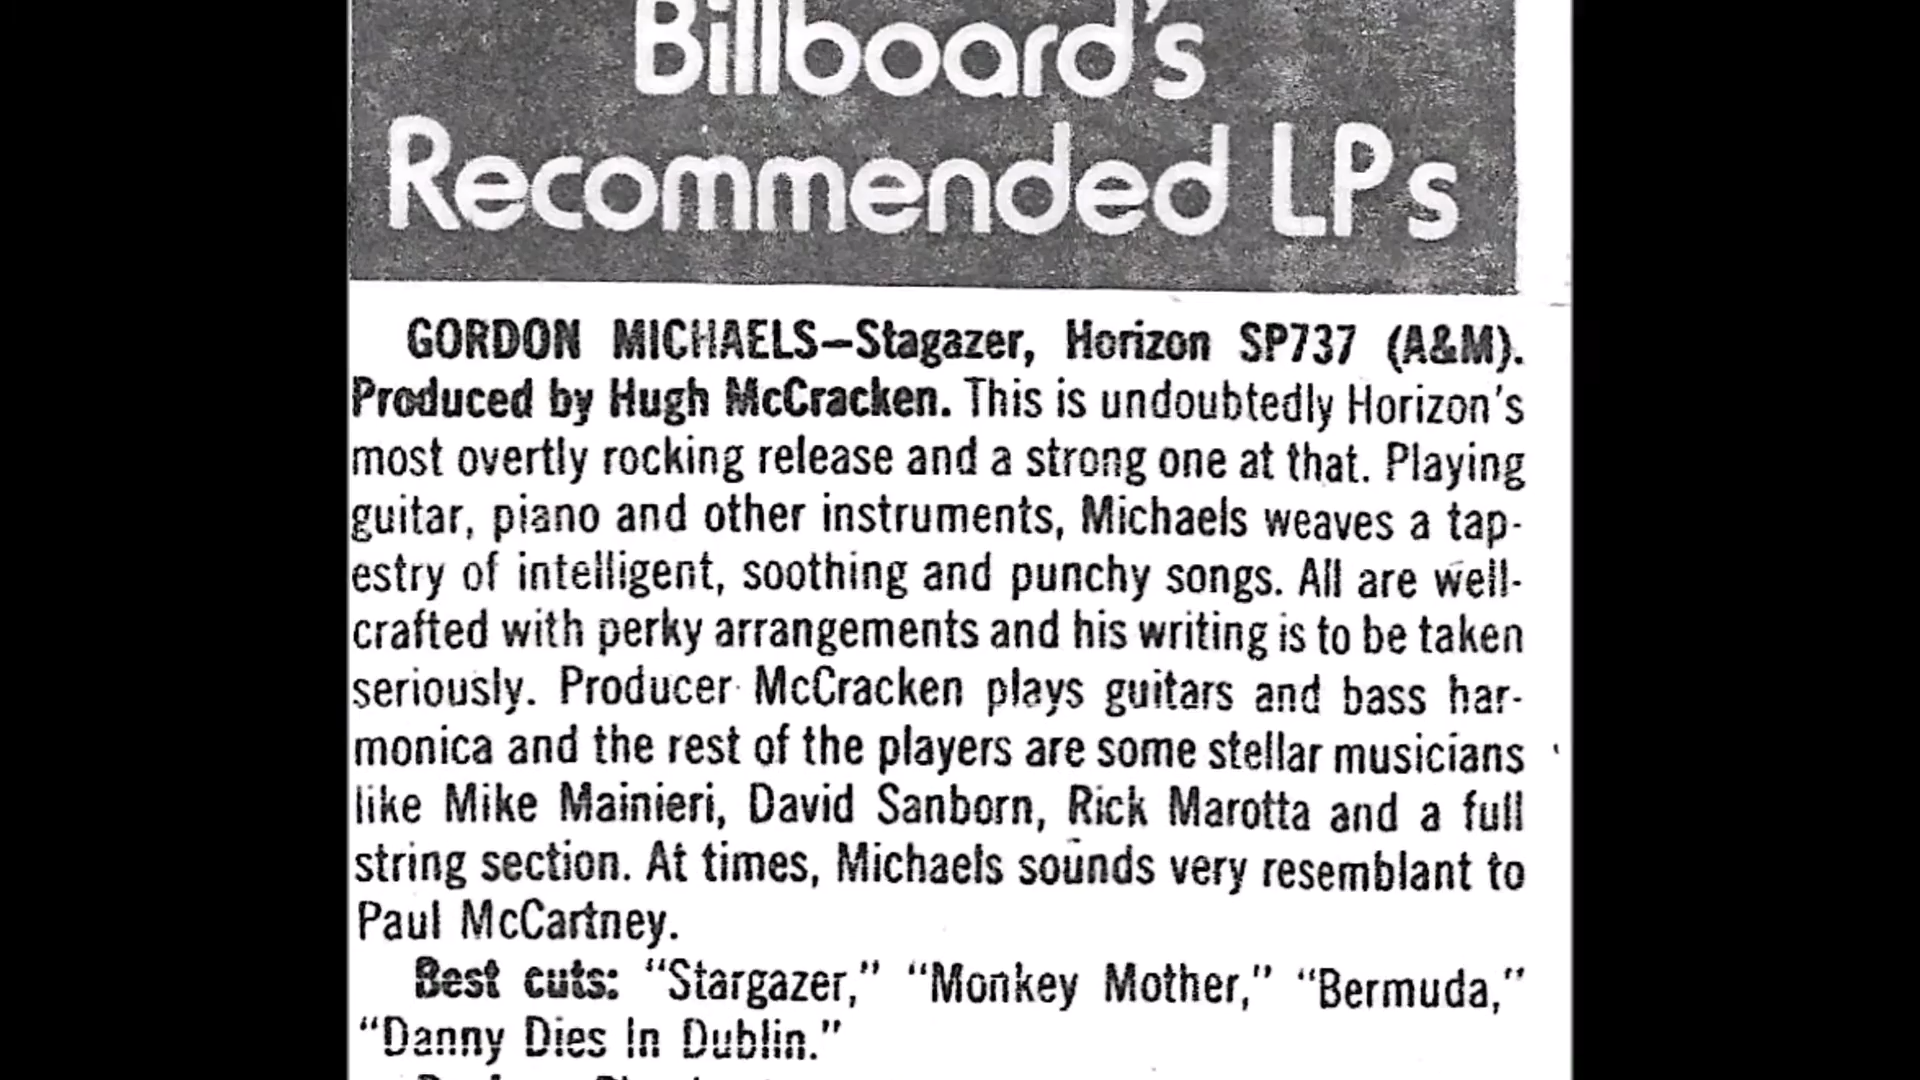 Billboard's
Recommended LPs
GORDON MICHAELS—Stagazer, Horizon SP737 (A&M).
Produced by Hugh McCracken. This is undoubtedly Horizon's
most overtly rocking release and a strong one at that. Playing
guitar, piano and other instruments, Michaels weaves a tap-
estry of intelligent, soothing and punchy songs. All are well-
crafted with perky arrangements and his writing is to be taken
seriously. Producer McCracken plays guitars and bass har-
monica and the rest of the players are some stellar musicians
like Mike Mainieri, David Sanborn, Rick Marotta and a full
string section. At times, Michaels sounds very resemblant to
Paul McCartney.
Best cuts: "Stargazer," "Monkey Mother," "Bermuda,"
"Danny Dies In Dublin."